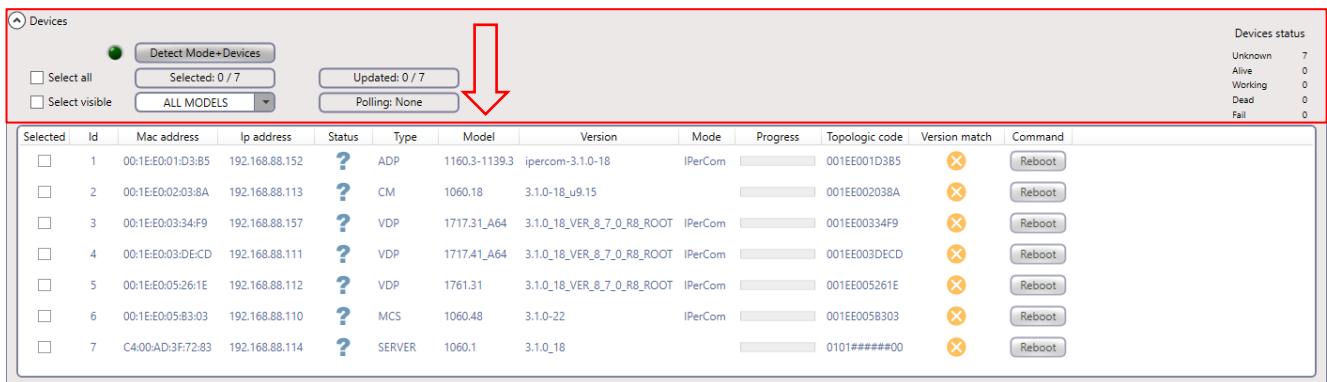 Devices
Devices status
Detect Mode+Devices
Unknown 7
Select all Selected: 0 / 7 Updated: 0 / 7
Alive 0
Working 0
Select visible ALL MODELS Polling: None
Dead 0
Fail 0
Selected Id Mac address Ip address Status Type Model Version Mode Progress Topologic code Version match Command
1 00:1E:E0:01:D3:B5 192.168.88.152 ? ADP 1160.3-1139.3 ipercom-3.1.0-18 IPerCom 001EE001D3B5 Reboot
2 00:1E:E0:02:03:8A 192.168.88.113 ? CM 1060.18 3.1.0-18_u9.15 001EE002038A Reboot
3 00:1E:E0:03:34:F9 192.168.88.157 ? VDP 1717.31_A64 3.1.0_18_VER_8_7_0_R8_ROOT IPerCom 001EE00334F9 Reboot
4 00:1E:E0:03:DE:CD 192.168.88.111 ? VDP 1717.41_A64 3.1.0_18_VER_8_7_0_R8_ROOT IPerCom 001EE003DECD Reboot
5 00:1E:E0:05:26:1E 192.168.88.112 ? VDP 1761.31 3.1.0_18_VER_8_7_0_R8_ROOT IPerCom 001EE005261E Reboot
6 00:1E:E0:05:B3:03 192.168.88.110 ? MCS 1060.48 3.1.0-22 IPerCom 001EE005B303 Reboot
7 C4:00:AD:3F:72:83 192.168.88.114 ? SERVER 1060.1 3.1.0_18 0101######00 Reboot